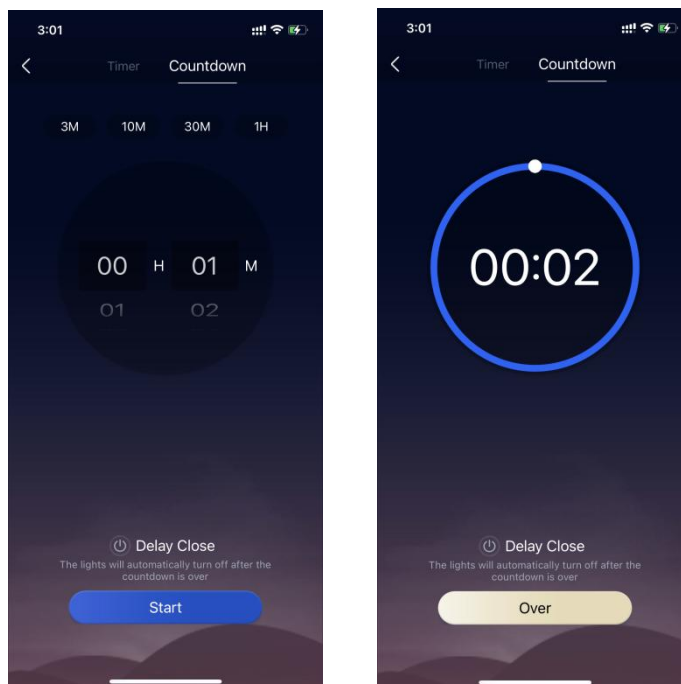 3:01
Timer Countdown
3M 10M 30M 1H
00 H 01 M
01 02
Delay Close
The lights will automatically turn off after the
countdown is over
Start
3:01
Timer Countdown
00:02
Delay Close
The lights will automatically turn off after the
countdown is over
Over